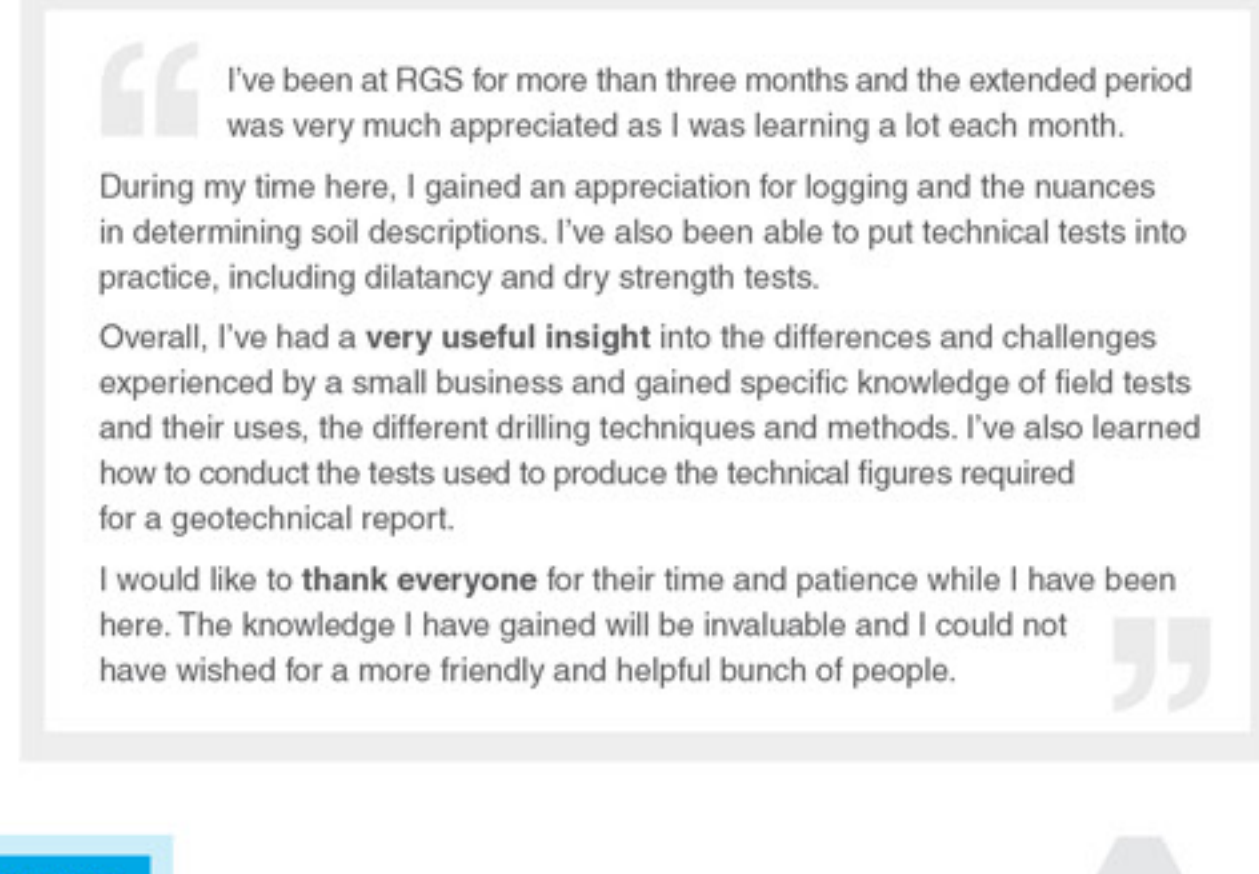 I've been at RGS for more than three months and the extended period
was very much appreciated as I was learning a lot each month.
During my time here, I gained an appreciation for logging and the nuances
in determining soil descriptions. I've also been able to put technical tests into
practice, including dilatancy and dry strength tests.
Overall, I've had a very useful insight into the differences and challenges
experienced by a small business and gained specific knowledge of field tests
and their uses, the different drilling techniques and methods. I've also learned
how to conduct the tests used to produce the technical figures required
for a geotechnical report.
I would like to thank everyone for their time and patience while I have been
here. The knowledge I have gained will be invaluable and I could not
have wished for a more friendly and helpful bunch of people.